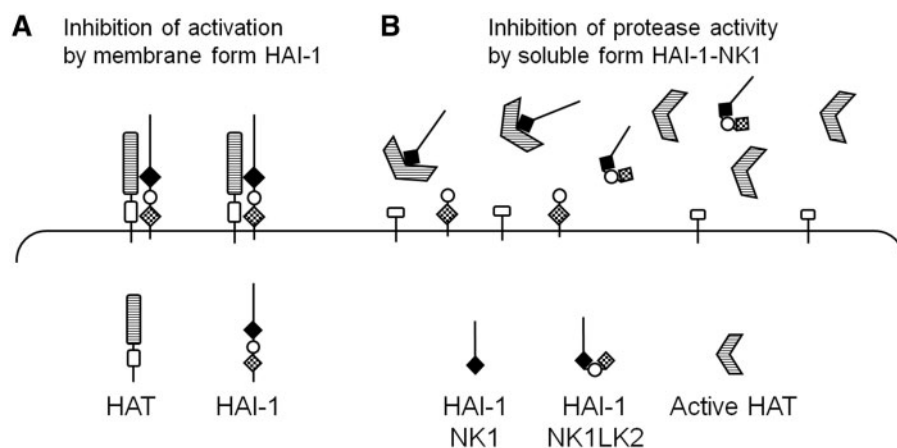 A Inhibition of activation
by membrane form HAI-1
B Inhibition of protease activity
by soluble form HAI-1-NK1
HAT
HAI-1
HAI-1
NK1
HAI-1
NK1LK2
Active HAT